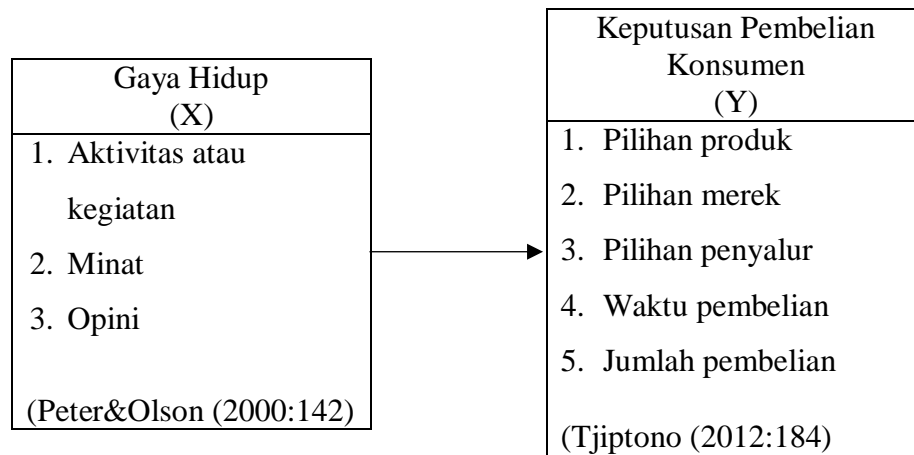 Gaya Hidup
(X)
1. Aktivitas atau
kegiatan
2. Minat
3. Opini
(Peter&Olson (2000:142)
Keputusan Pembelian
Konsumen
(Y)
1. Pilihan produk
2. Pilihan merek
3. Pilihan penyalur
4. Waktu pembelian
5. Jumlah pembelian
(Tjiptono (2012:184)